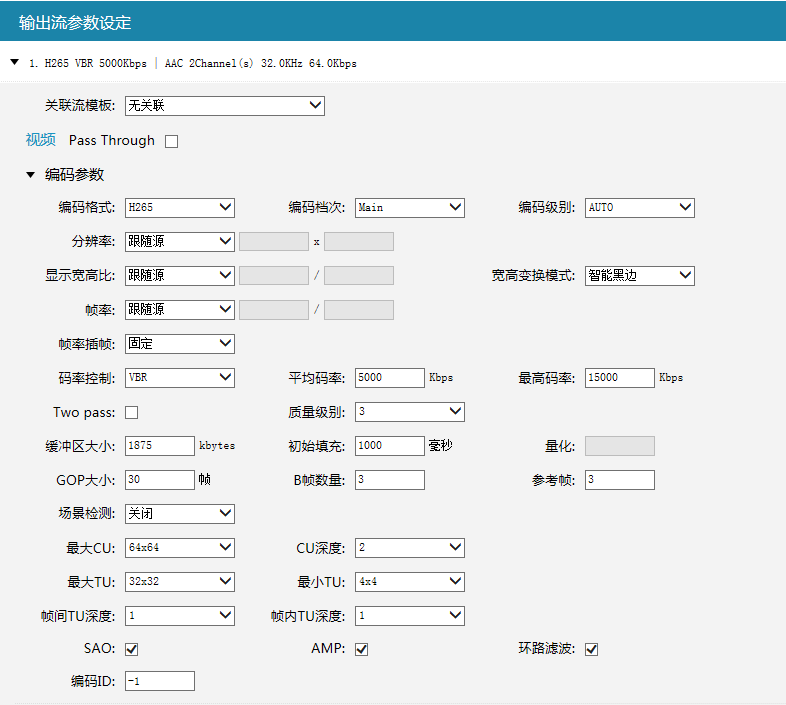 输出流参数设定
1. H265 VBR 5000Kbps | AAC 2Channel(s) 32.0KHz 64.0Kbps
关联流模板: 无关联
视频 Pass Through
编码参数
编码格式: H265 编码档次: Main 编码级别: AUTO
分辨率: 跟随源 x
显示宽高比: 跟随源 / 宽高变换模式: 智能黑边
帧率: 跟随源 /
帧率插帧: 固定
码率控制: VBR 平均码率: 5000 Kbps 最高码率: 15000 Kbps
Two pass: 质量级别: 3
缓冲区大小: 1875 kbytes 初始填充: 1000 毫秒 量化:
GOP大小: 30 帧 B帧数量: 3 参考帧: 3
场景检测: 关闭
最大CU: 64x64 CU深度: 2
最大TU: 32x32 最小TU: 4x4
帧间TU深度: 1 帧内TU深度: 1
SAO: AMP: 环路滤波:
编码ID: -1